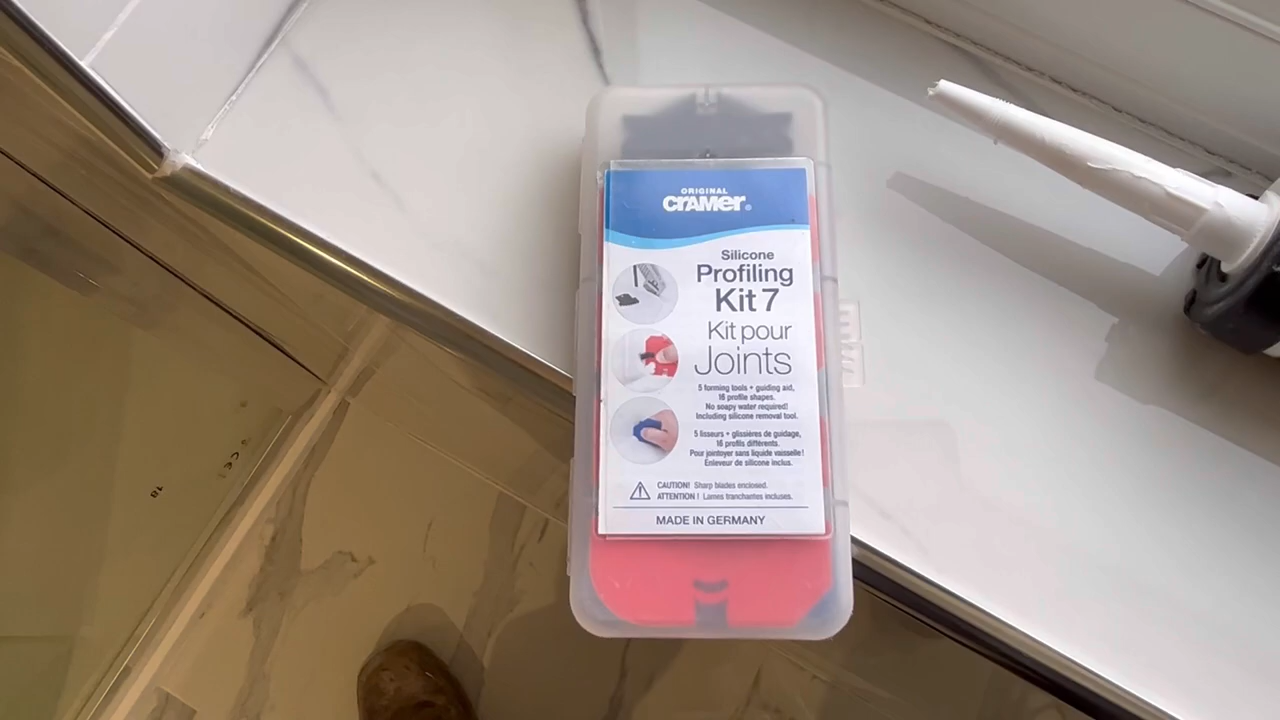 ORIGINAL
CRAMER®
Silicone
Profiling
Kit 7
Kit pour
Joints
5 forming tools + guiding aid,
16 profile shapes.
No soapy water required!
Including silicone removal tool.
5 lisseurs + glissières de guidage,
16 profils différents.
Pour jointoyer sans liquide vaisselle!
Enleveur de silicone inclus.
CAUTION! Sharp blades enclosed.
ATTENTION ! Lames tranchantes incluses.
MADE IN GERMANY
CE